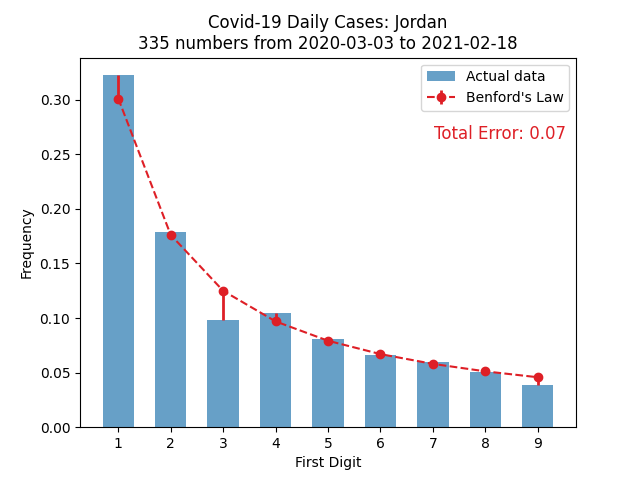 Covid-19 Daily Cases: Jordan
335 numbers from 2020-03-03 to 2021-02-18
Actual data
Benford's Law
Total Error: 0.07
Frequency
0.30
0.25
0.20
0.15
0.10
0.05
0.00
1 2 3 4 5 6 7 8 9
First Digit